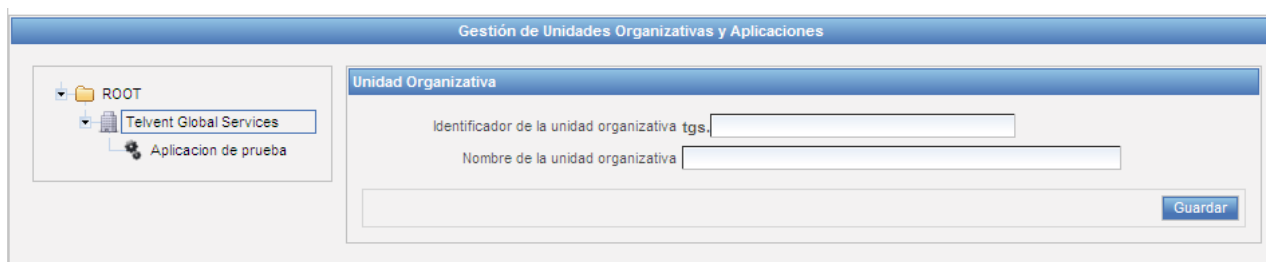 Gestión de Unidades Organizativas y Aplicaciones
ROOT
Telvent Global Services
Aplicacion de prueba
Unidad Organizativa
Identificador de la unidad organizativa tgs.
Nombre de la unidad organizativa
Guardar